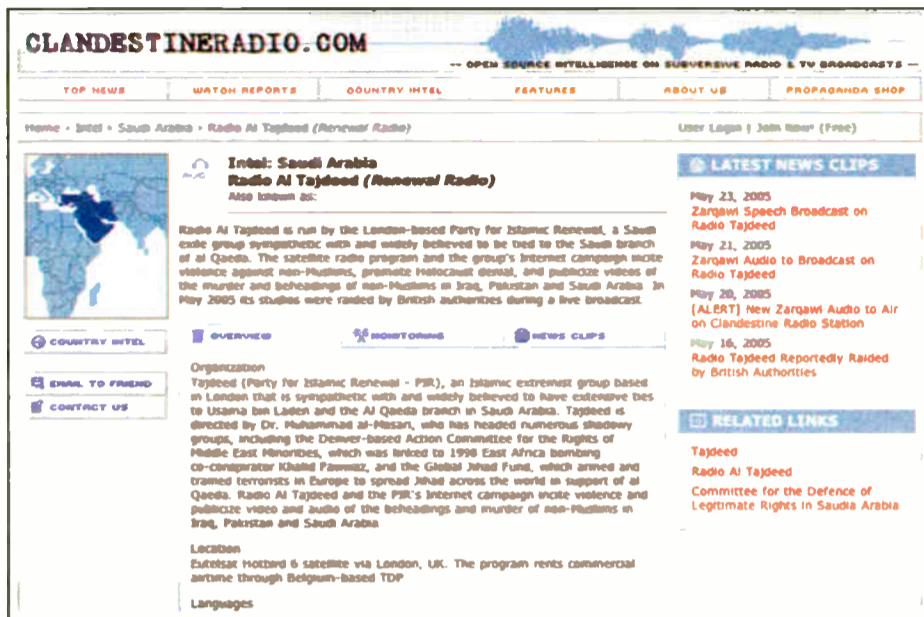 CLANDESTINERADIO.COM
-- OPEN SOURCE INTELLIGENCE ON SUBVERSIVE RADIO & TV BROADCASTS --
TOP NEWS WATCH REPORTS COUNTRY INTEL FEATURES ABOUT US PROPAGANDA SHOP
Home - Intel - Saudi Arabia - Radio Al Tajdeed (Renewal Radio)
User Login | Join Now* (Free)
Intel: Saudi Arabia
Radio Al Tajdeed (Renewal Radio)
Also known as:
Radio Al Tajdeed is run by the London-based Party for Islamic Renewal, a Saudi
exile group sympathetic with and widely believed to be tied to the Saudi branch
of al Qaeda. The satellite radio program and the group's Internet campaign incite
violence against non-Muslims, promote Holocaust denial, and publicize videos of
the murder and beheadings of non-Muslims in Iraq, Pakistan and Saudi Arabia. In
May 2005 its studios were raided by British authorities during a live broadcast.
COUNTRY INTEL
EMAIL TO FRIEND
CONTACT US
OVERVIEW MONITORING NEWS CLIPS
Organization
Tajdeed (Party for Islamic Renewal - PIR), an Islamic extremist group based
in London that is sympathetic with and widely believed to have extensive ties
to Usama bin Laden and the Al Qaeda branch in Saudi Arabia. Tajdeed is
directed by Dr. Muhammad al-Masari, who has headed numerous shadowy
groups, including the Denver-based Action Committee for the Rights of
Middle East Minorities, which was linked to 1998 East Africa bombing
co-conspirator Khalid Fawwaz, and the Global Jihad Fund, which armed and
trained terrorists in Europe to spread Jihad across the world in support of al
Qaeda. Radio Al Tajdeed and the PIR's Internet campaign incite violence and
publicize video and audio of the beheadings and murder of non-Muslims in
Iraq, Pakistan and Saudi Arabia
Location
Eutelsat Hotbird 6 satellite via London, UK. The program rents commercial
airtime through Belgium-based TDP
Languages
LATEST NEWS CLIPS
May 23, 2005
Zarqawi Speech Broadcast on
Radio Tajdeed
May 21, 2005
Zarqawi Audio to Broadcast on
Radio Tajdeed
May 20, 2005
[ALERT] New Zarqawi Audio to Air
on Clandestine Radio Station
May 16, 2005
Radio Tajdeed Reportedly Raided
by British Authorities
RELATED LINKS
Tajdeed
Radio Al Tajdeed
Committee for the Defence of
Legitimate Rights in Saudia Arabia